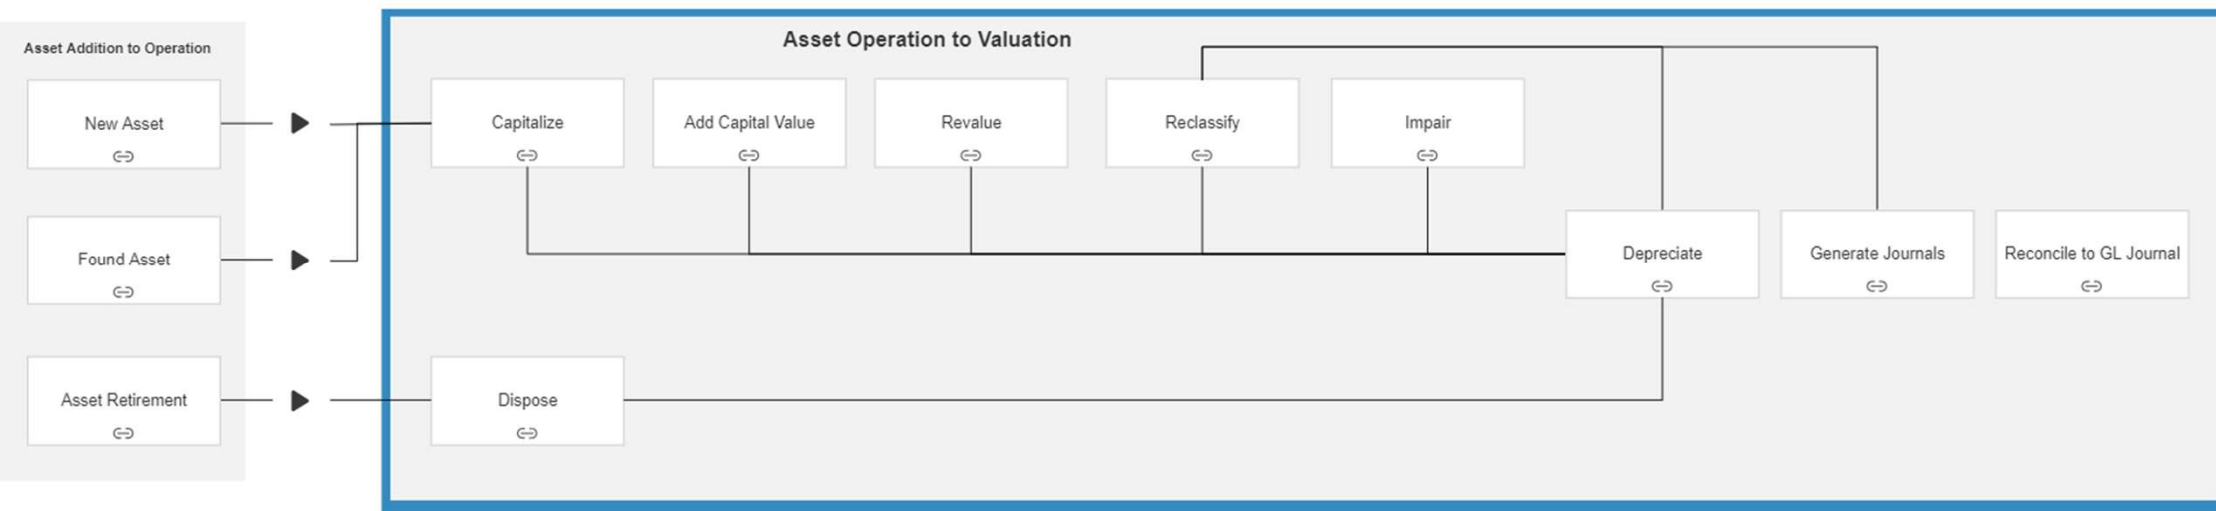 Asset Addition to Operation
New Asset
Found Asset
Asset Retirement
Asset Operation to Valuation
Capitalize
Add Capital Value
Revalue
Reclassify
Impair
Depreciate
Generate Journals
Reconcile to GL Journal
Dispose